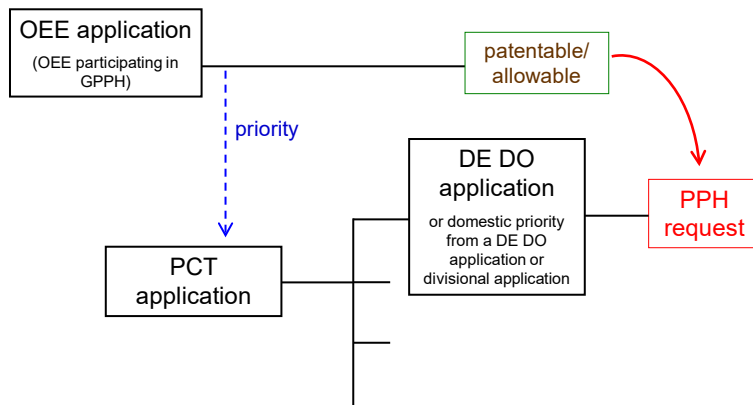 OEE application
(OEE participating in
GPPH)
patentable/
allowable
priority
DE DO
application
or domestic priority
from a DE DO
application or
divisional application
PPH
request
PCT
application